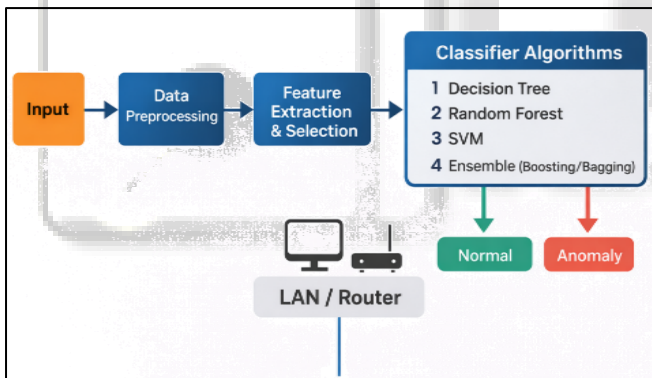 Input
Data
Preprocessing
Feature
Extraction
& Selection
Classifier Algorithms
1 Decision Tree
2 Random Forest
3 SVM
4 Ensemble (Boosting/Bagging)
Normal
Anomaly
LAN / Router